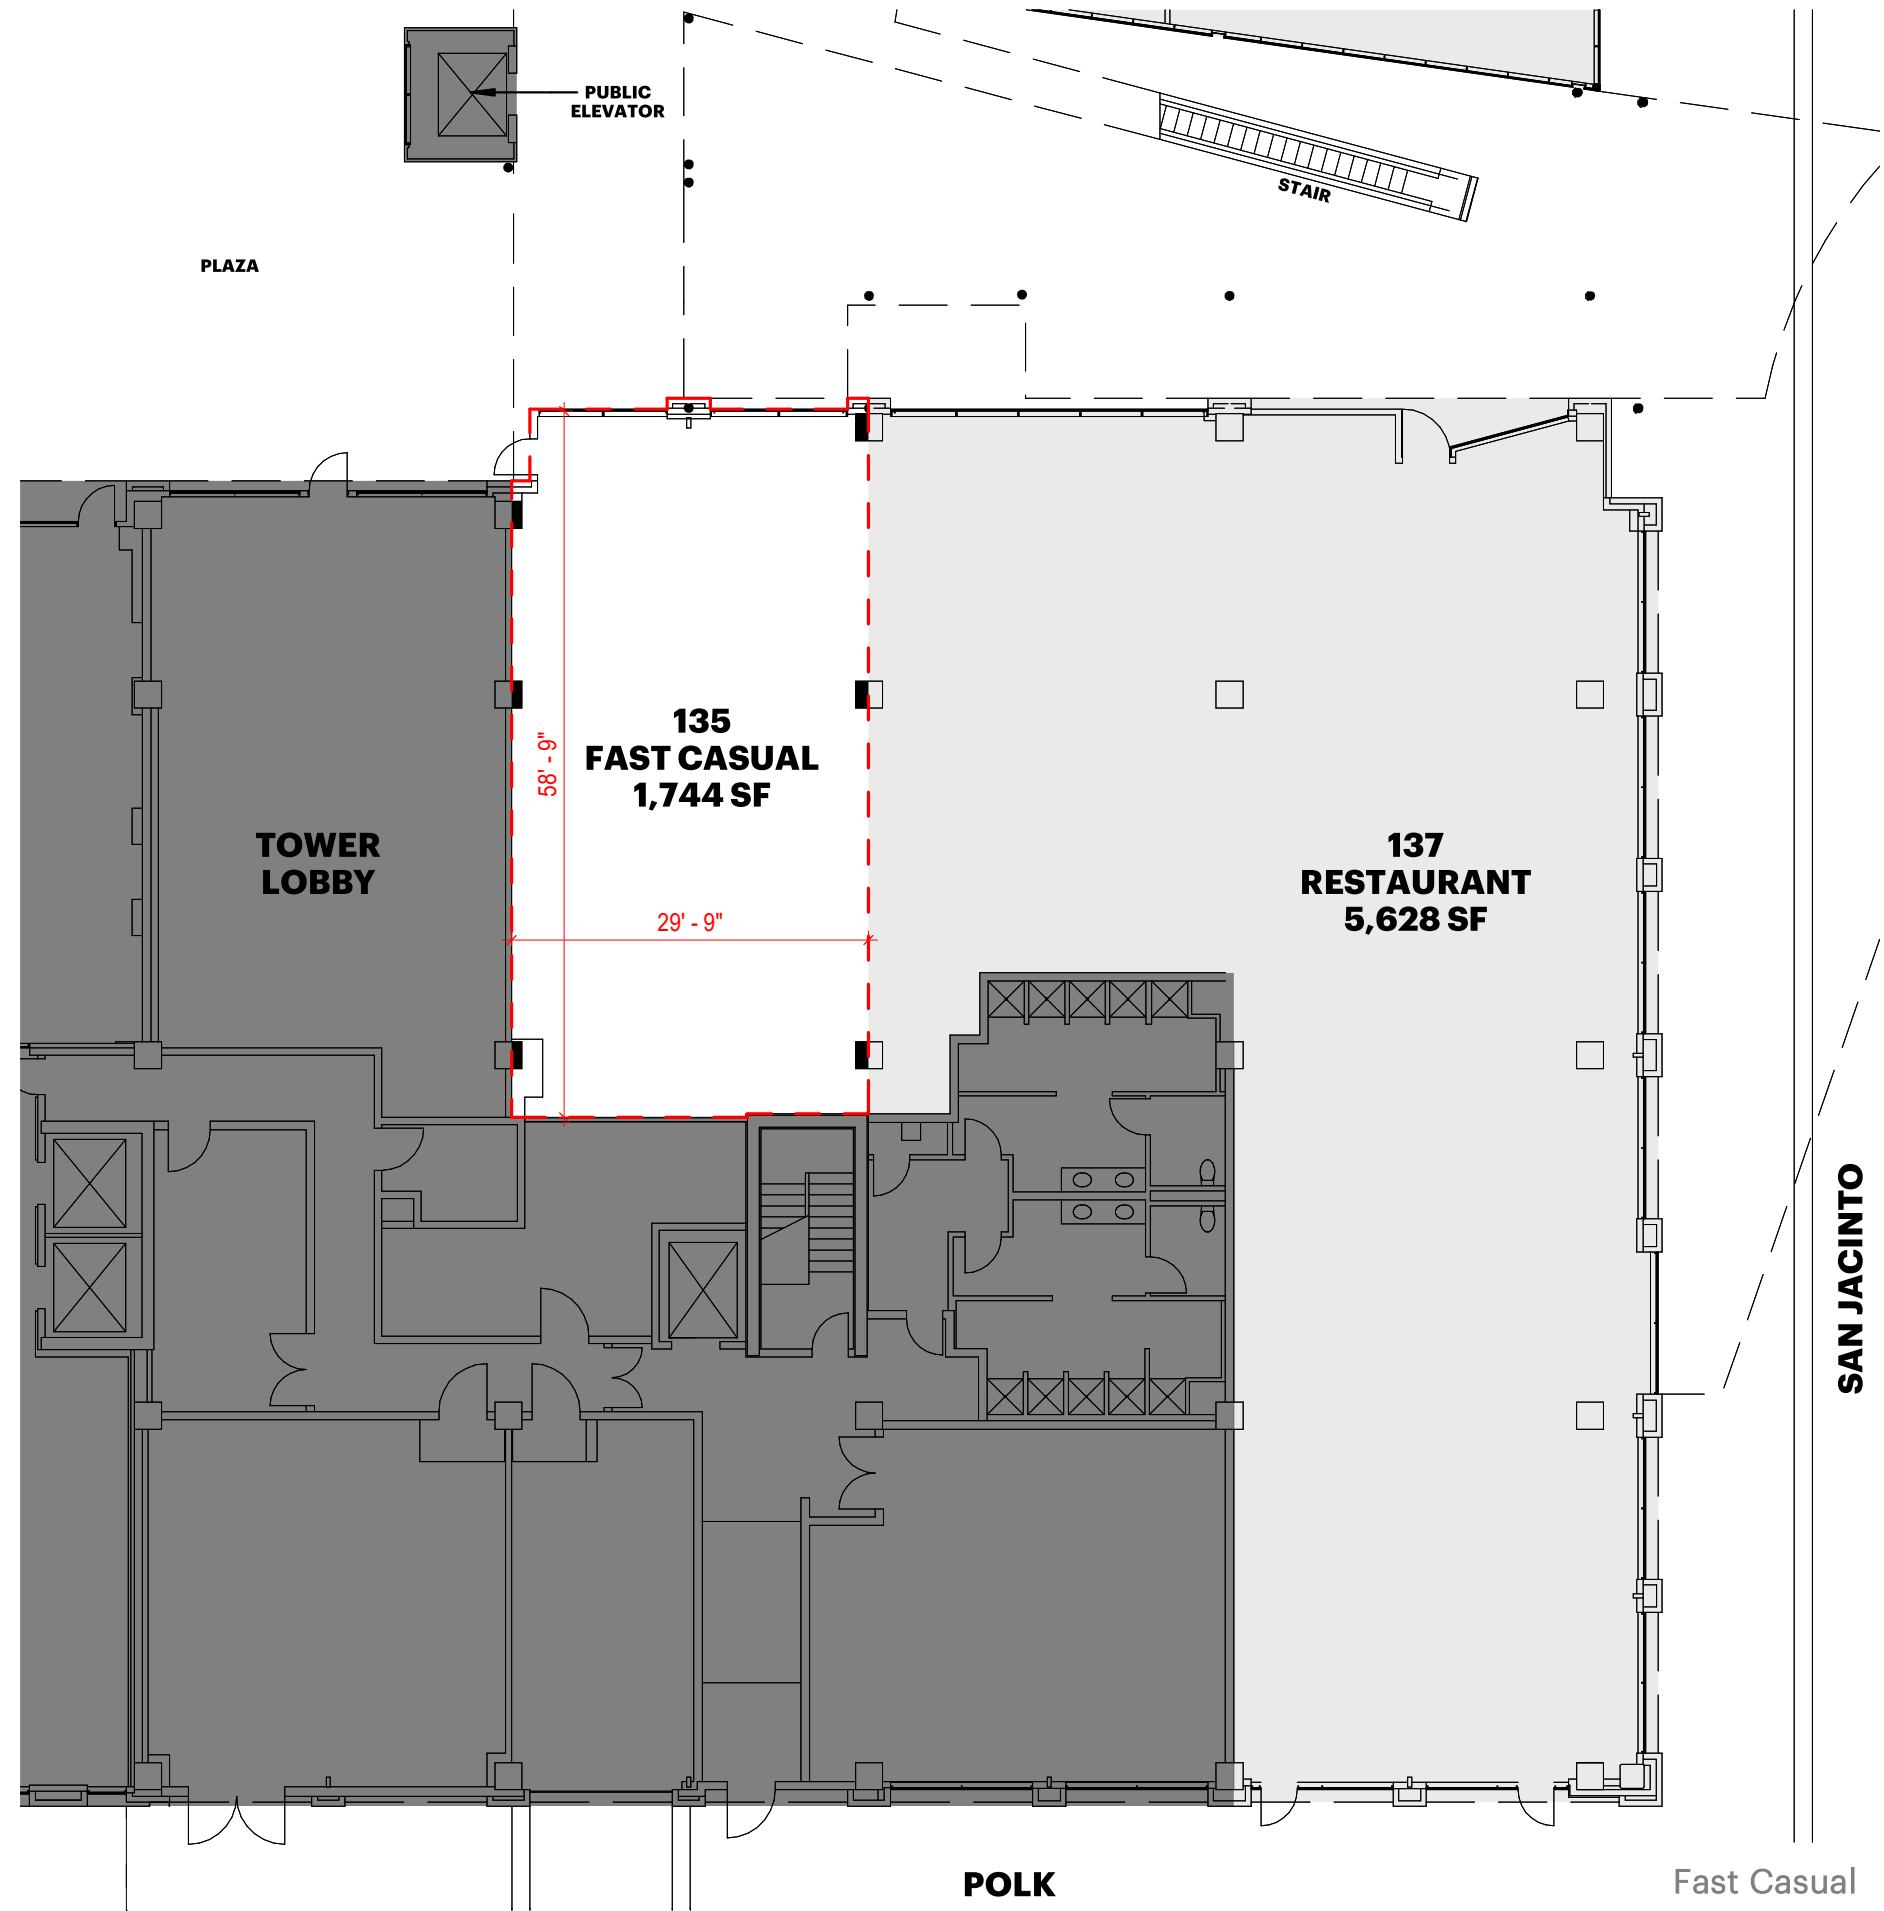 PUBLIC
ELEVATOR
STAIR
PLAZA
135
FAST CASUAL
1,744 SF
58' - 9"
29' - 9"
TOWER
LOBBY
137
RESTAURANT
5,628 SF
SAN JACINTO
POLK
Fast Casual